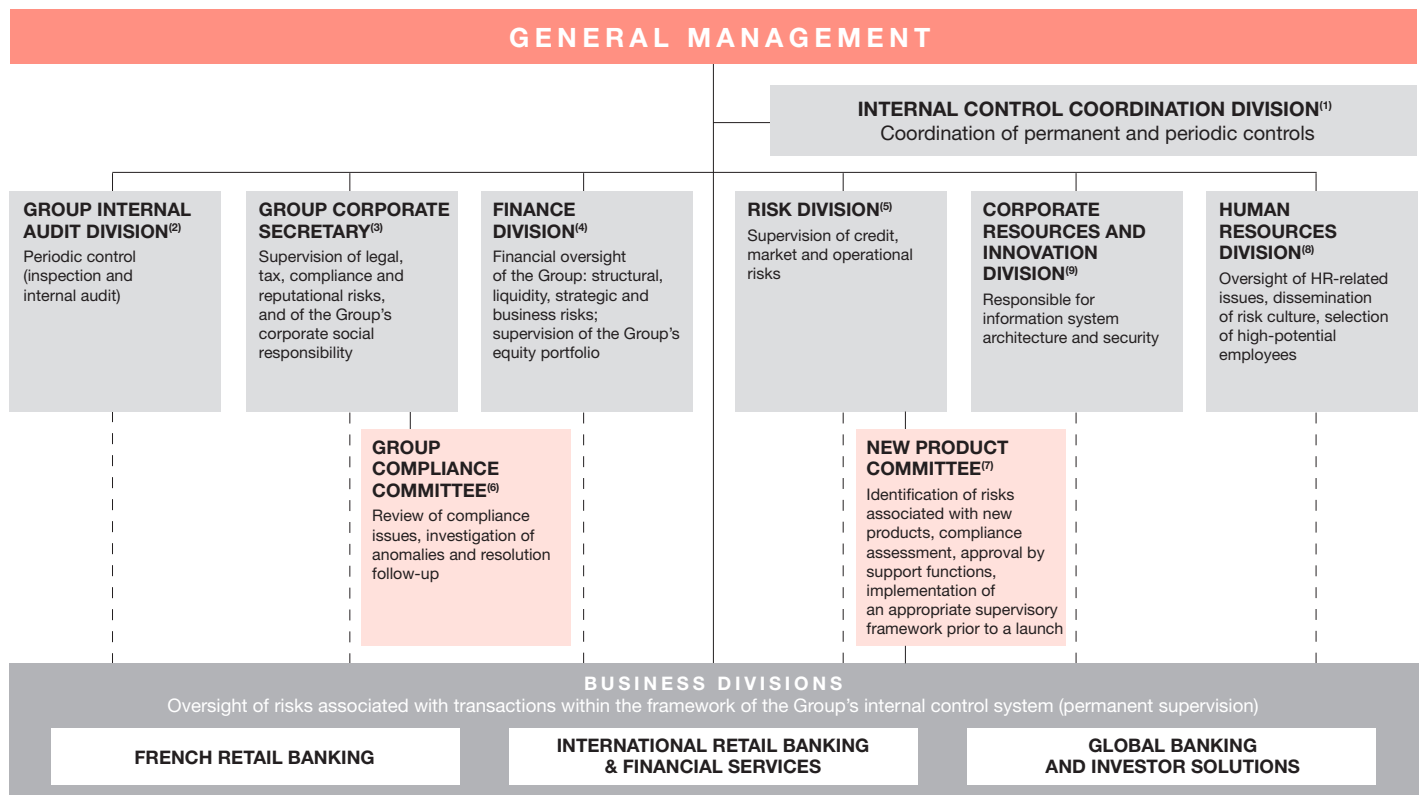 GENERAL MANAGEMENT
INTERNAL CONTROL COORDINATION DIVISION(1)
Coordination of permanent and periodic controls
GROUP INTERNAL
AUDIT DIVISION(2)
Periodic control
(inspection and
internal audit)
GROUP CORPORATE
SECRETARY(3)
Supervision of legal,
tax, compliance and
reputational risks,
and of the Group's
corporate social
responsibility
FINANCE
DIVISION(4)
Financial oversight
of the Group: structural,
liquidity, strategic and
business risks;
supervision of the Group's
equity portfolio
RISK DIVISION(5)
Supervision of credit,
market and operational
risks
CORPORATE
RESOURCES AND
INNOVATION
DIVISION(9)
Responsible for
information system
architecture and security
HUMAN
RESOURCES
DIVISION(8)
Oversight of HR-related
issues, dissemination
of risk culture, selection
of high-potential
employees
GROUP
COMPLIANCE
COMMITTEE(6)
Review of compliance
issues, investigation of
anomalies and resolution
follow-up
NEW PRODUCT
COMMITTEE(7)
Identification of risks
associated with new
products, compliance
assessment, approval by
support functions,
implementation of
an appropriate supervisory
framework prior to a launch
BUSINESS DIVISIONS
Oversight of risks associated with transactions within the framework of the Group's internal control system (permanent supervision)
FRENCH RETAIL BANKING
INTERNATIONAL RETAIL BANKING
& FINANCIAL SERVICES
GLOBAL BANKING
AND INVESTOR SOLUTIONS